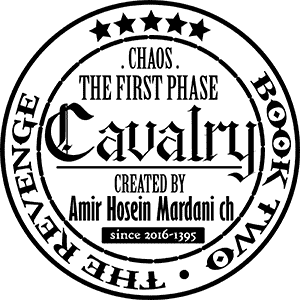 . CHAOS .
THE FIRST PHASE
Cavalry
CREATED BY
Amir Hosein Mardani ch
since 2016-1395
BOOK TWO · THE REVENGE